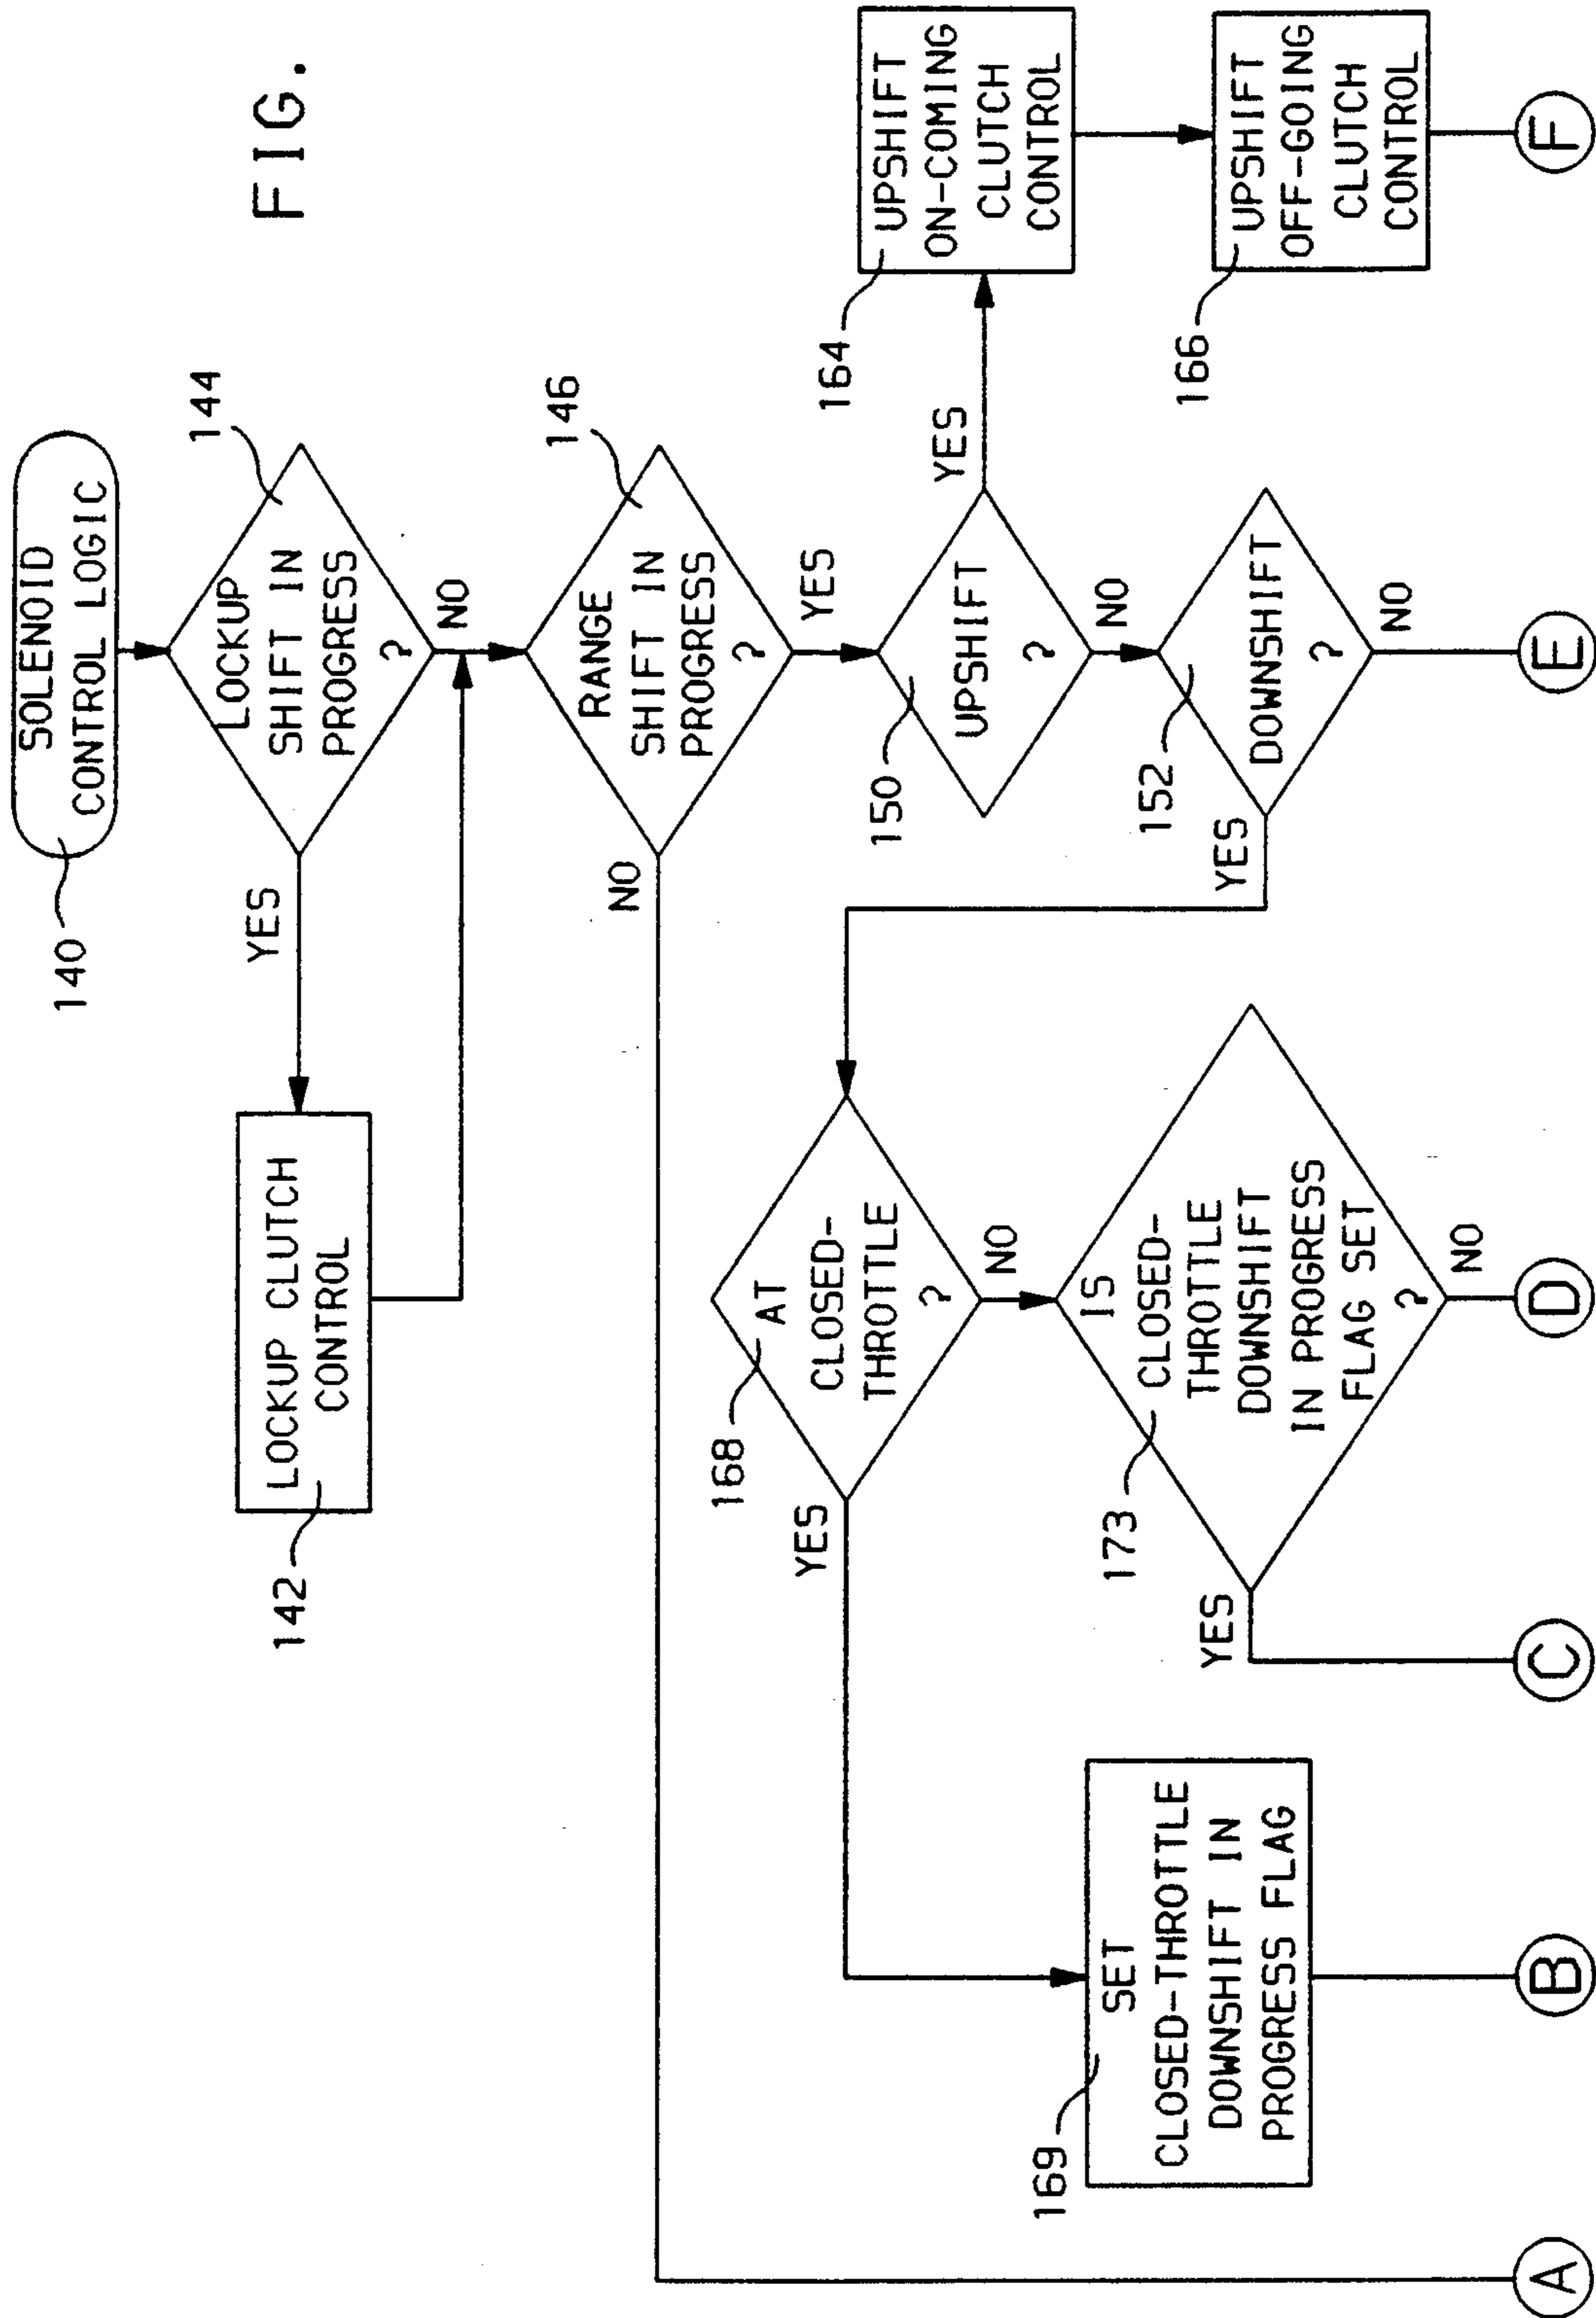 FIG.
SOLENOID
CONTROL LOGIC
140
LOCKUP
SHIFT IN
PROGRESS
?
144
YES
NO
LOCKUP CLUTCH
CONTROL
142
RANGE
SHIFT IN
PROGRESS
?
146
NO
YES
UPSHIFT
?
150
YES
NO
164
UPSHIFT
ON-COMING
CLUTCH
CONTROL
166
UPSHIFT
OFF-GOING
CLUTCH
CONTROL
152
DOWNSHIFT
?
YES
NO
168
AT
CLOSED-
THROTTLE
?
YES
NO
173
IS
CLOSED-
THROTTLE
DOWNSHIFT
IN PROGRESS
FLAG SET
?
YES
NO
169
SET
CLOSED-THROTTLE
DOWNSHIFT IN
PROGRESS FLAG
A
B
C
D
E
F